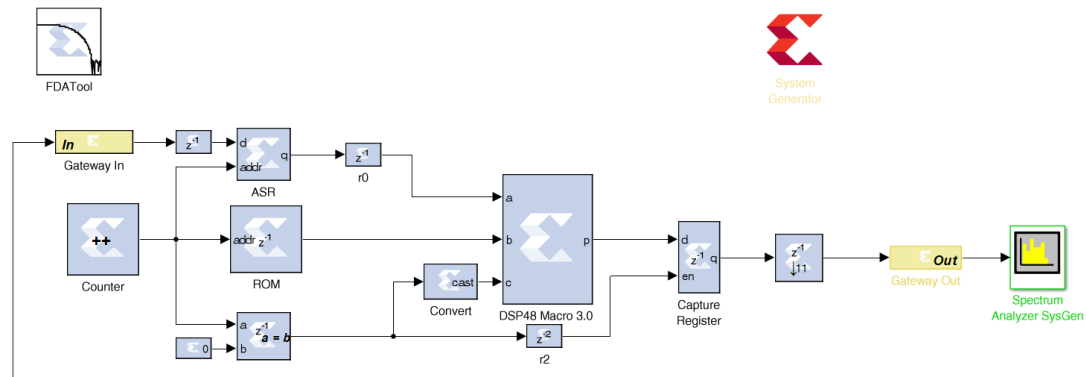 FDATool
System
Generator
In
Gateway In
z-1
d
addr
q
ASR
z-1
r0
++
Counter
addr
z-1
ROM
a
b
c
p
DSP48 Macro 3.0
cast
Convert
0
a
b
z-1
a = b
z-2
r2
d
en
z-1
q
Capture
Register
z-1
↓11
Out
Gateway Out
Spectrum
Analyzer SysGen